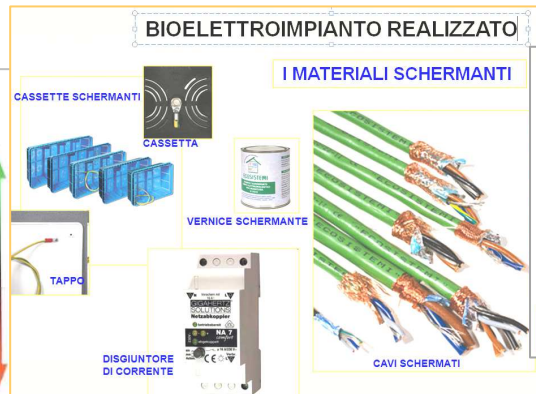 BIOELETTROIMPIANTO REALIZZATO
I MATERIALI SCHERMANTI
CASSETTE SCHERMANTI
CASSETTA
VERNICE SCHERMANTE
TAPPO
GIGAHERTZ
SOLUTIONS
Netzabkoppler
NA 7
comfort
DISGIUNTORE
DI CORRENTE
CAVI SCHERMATI